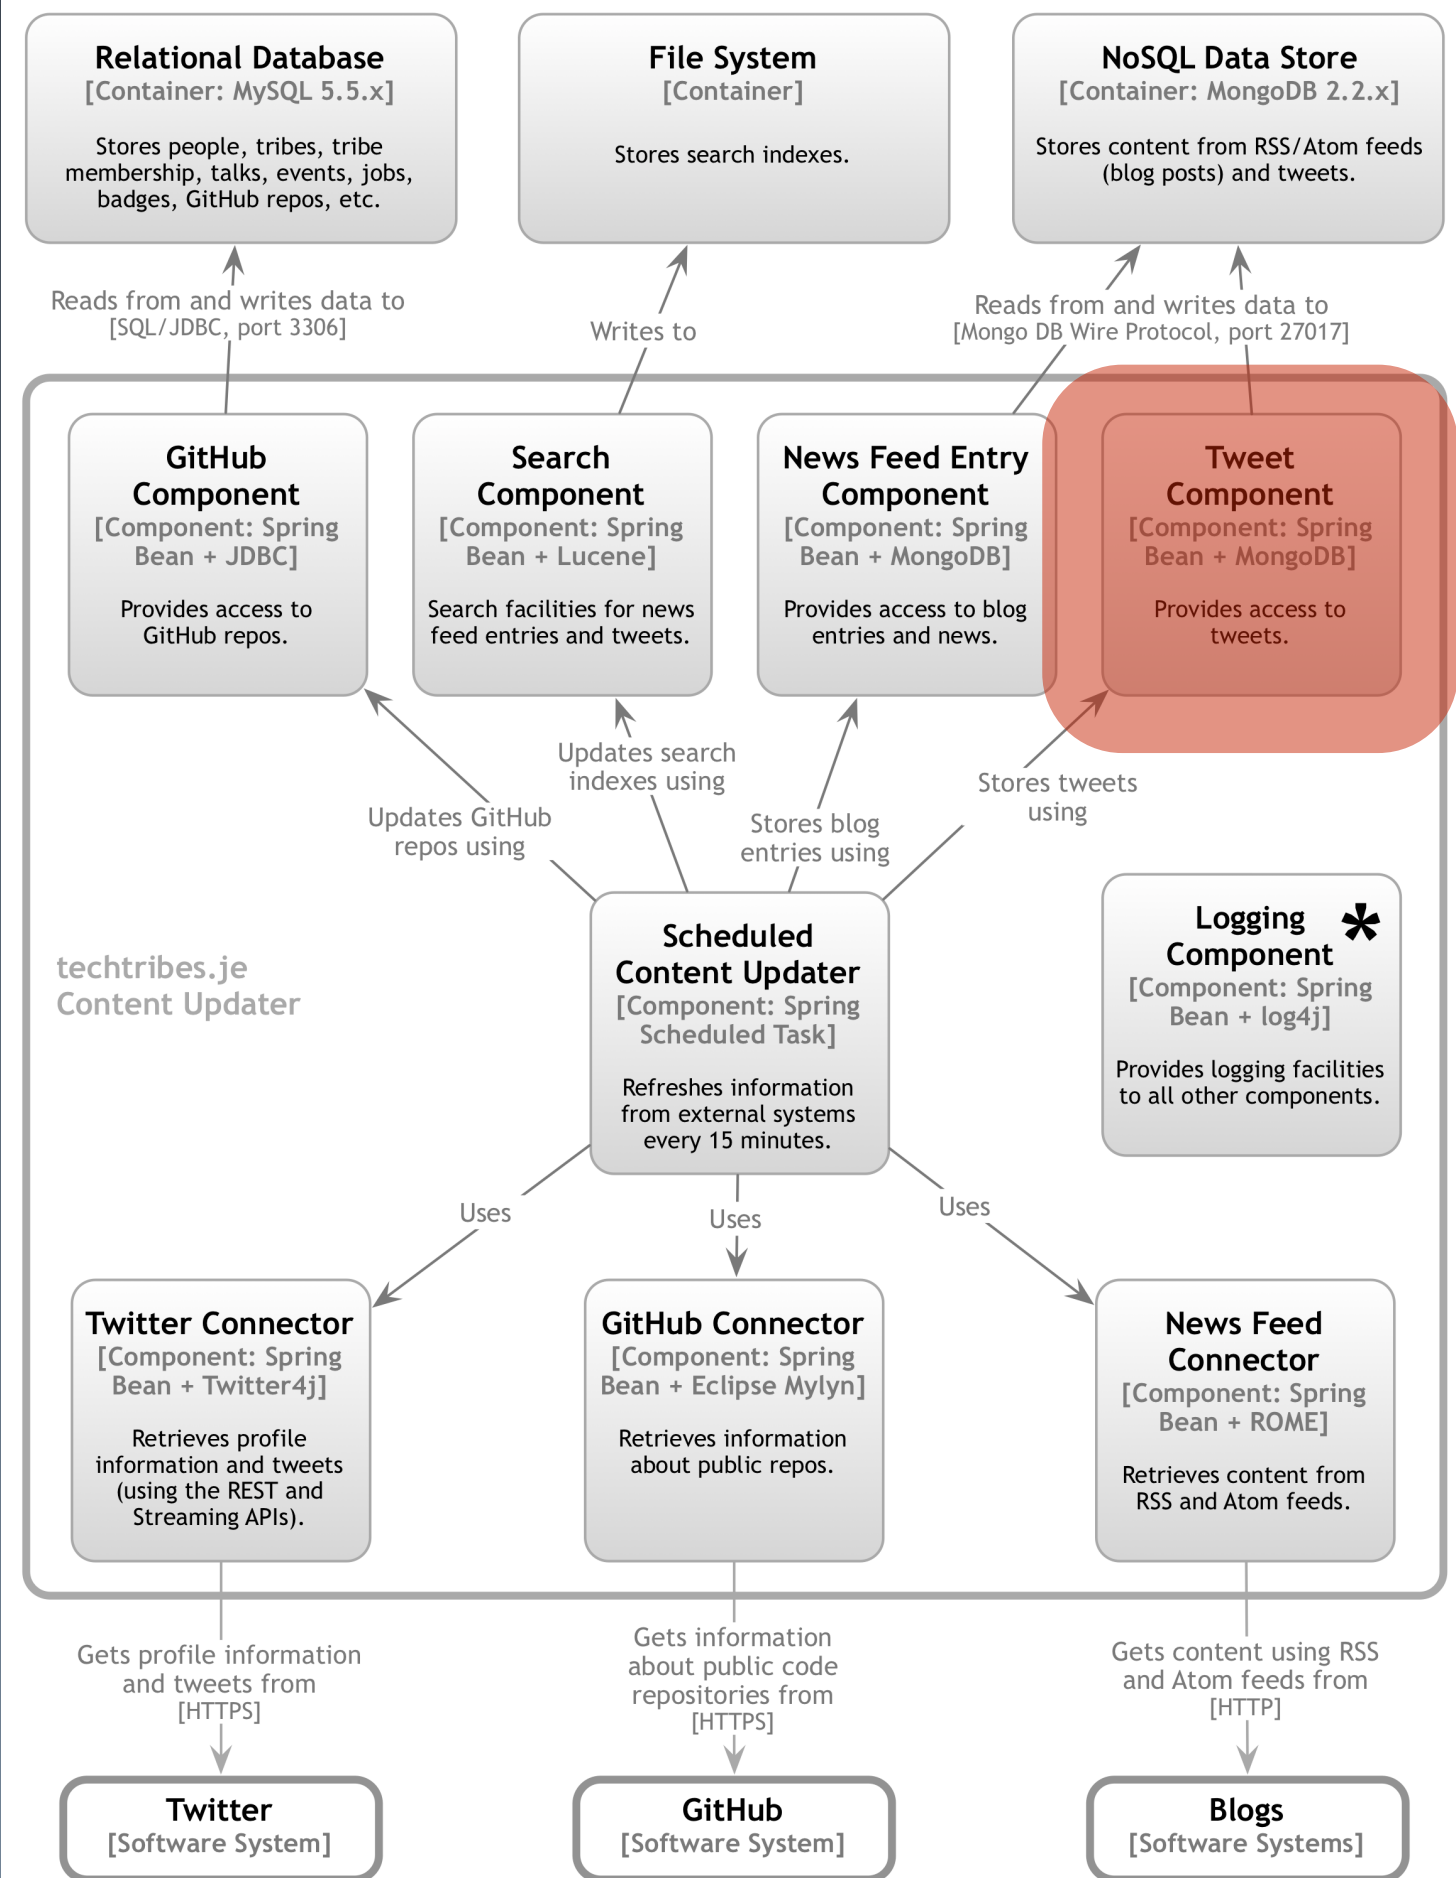 Relational Database
[Container: MySQL 5.5.x]
Stores people, tribes, tribe
membership, talks, events, jobs,
badges, GitHub repos, etc.
File System
[Container]
Stores search indexes.
NoSQL Data Store
[Container: MongoDB 2.2.x]
Stores content from RSS/Atom feeds
(blog posts) and tweets.
Reads from and writes data to
[SQL/JDBC, port 3306]
Writes to
Reads from and writes data to
[Mongo DB Wire Protocol, port 27017]
GitHub
Component
[Component: Spring
Bean + JDBC]
Provides access to
GitHub repos.
Search
Component
[Component: Spring
Bean + Lucene]
Search facilities for news
feed entries and tweets.
News Feed Entry
Component
[Component: Spring
Bean + MongoDB]
Provides access to blog
entries and news.
Tweet
Component
[Component: Spring
Bean + MongoDB]
Provides access to
tweets.
Updates GitHub
repos using
Updates search
indexes using
Stores blog
entries using
Stores tweets
using
techtribes.je
Content Updater
Scheduled
Content Updater
[Component: Spring
Scheduled Task]
Refreshes information
from external systems
every 15 minutes.
Logging
Component
*
[Component: Spring
Bean + log4j]
Provides logging facilities
to all other components.
Uses
Uses
Uses
Twitter Connector
[Component: Spring
Bean + Twitter4j]
Retrieves profile
information and tweets
(using the REST and
Streaming APIs).
GitHub Connector
[Component: Spring
Bean + Eclipse Mylyn]
Retrieves information
about public repos.
News Feed
Connector
[Component: Spring
Bean + ROME]
Retrieves content from
RSS and Atom feeds.
Gets profile information
and tweets from
[HTTPS]
Gets information
about public code
repositories from
[HTTPS]
Gets content using RSS
and Atom feeds from
[HTTP]
Twitter
[Software System]
GitHub
[Software System]
Blogs
[Software Systems]